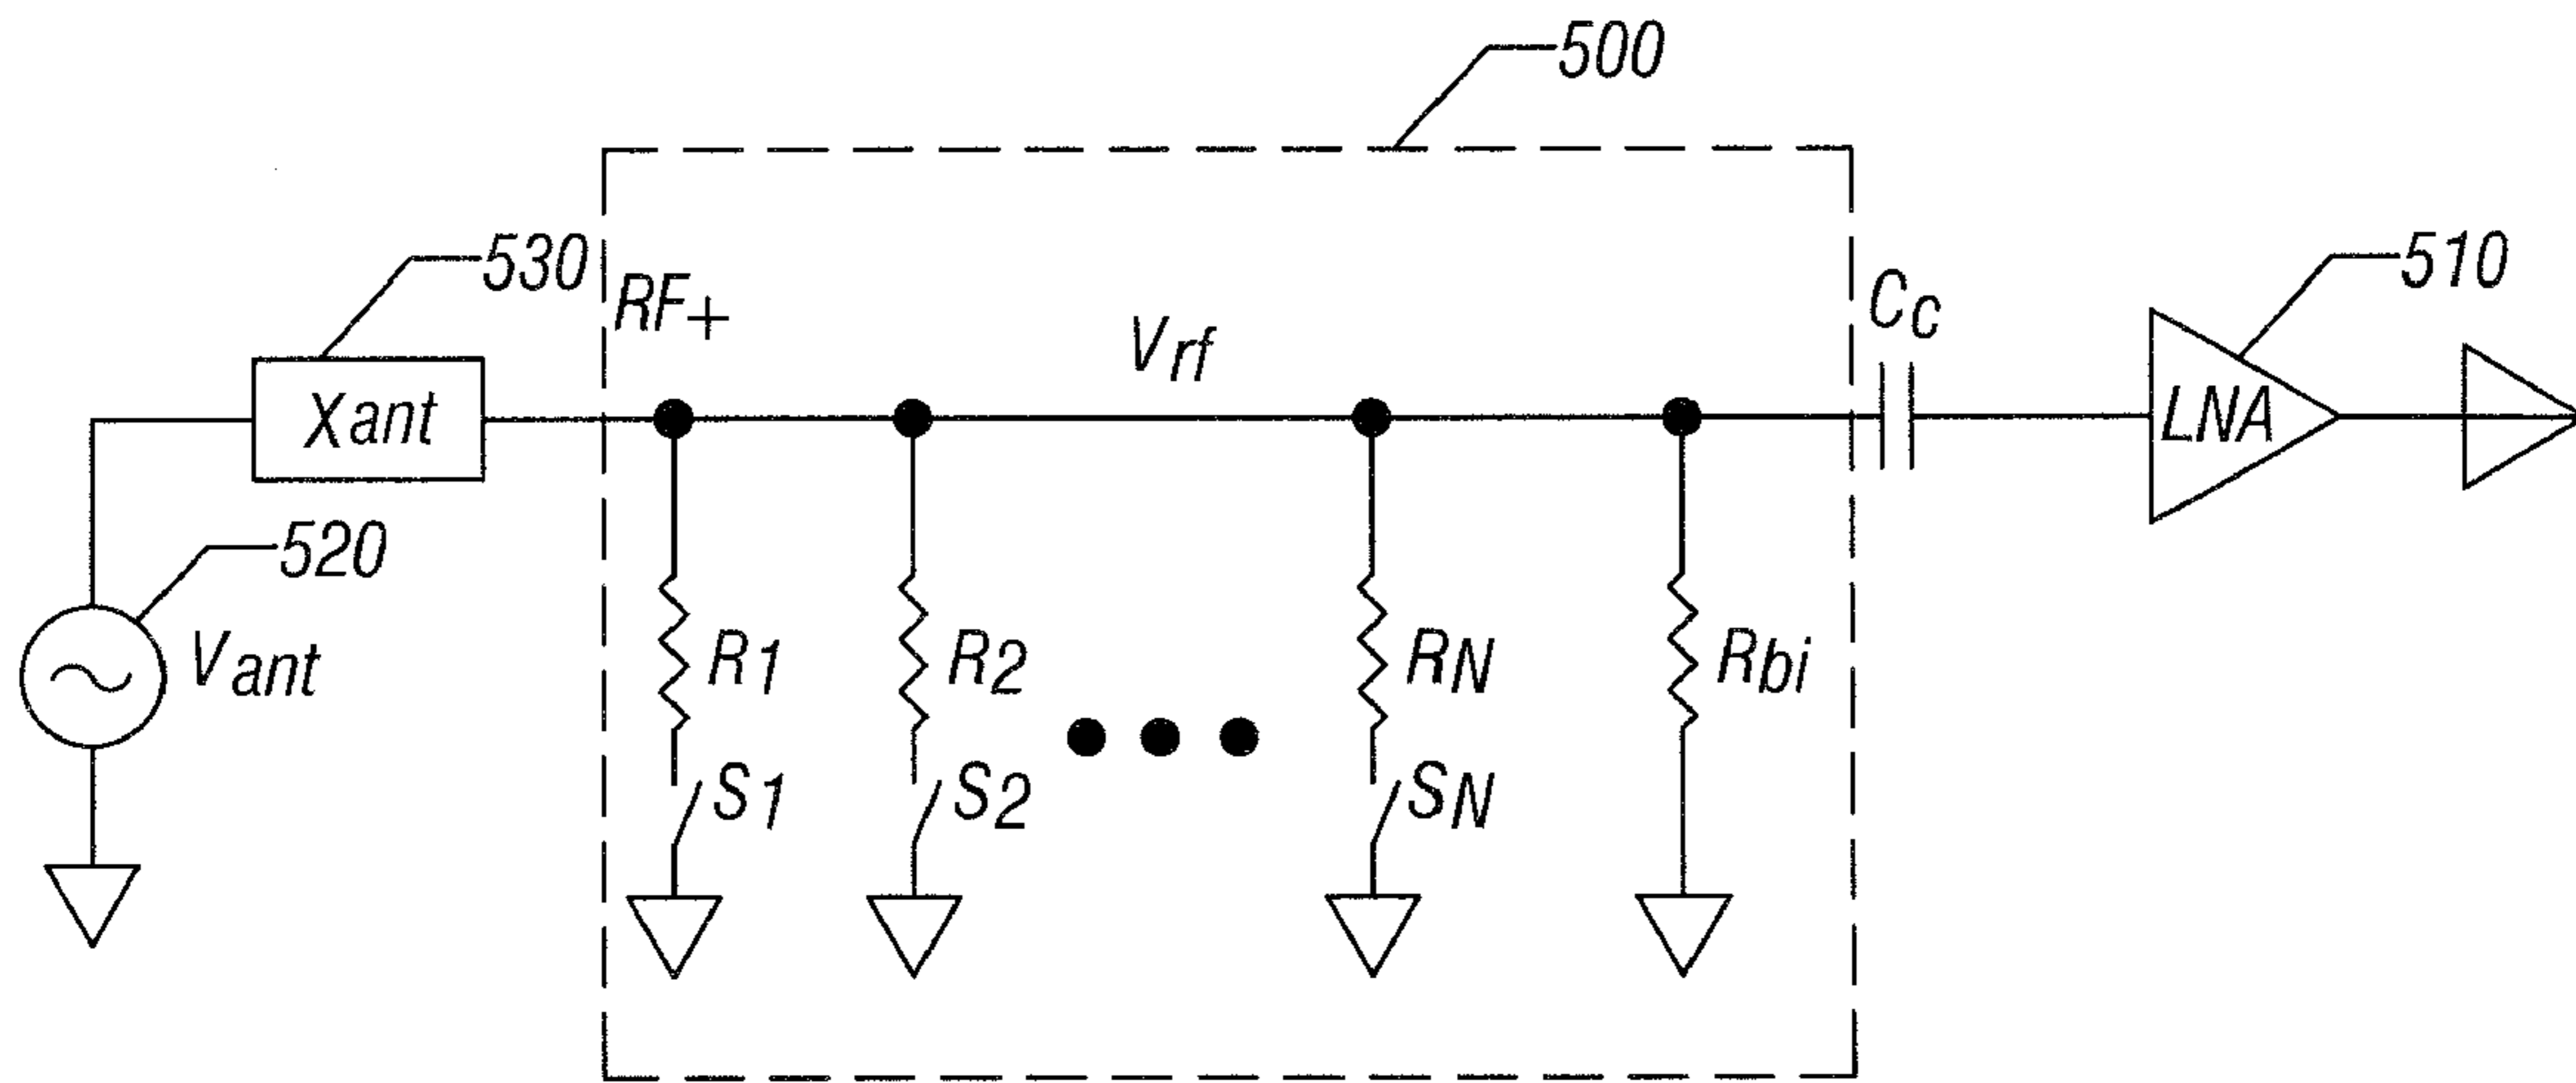 500
530
RF+
Vrf
Cc
510
Xant
LNA
520
Vant
R1
R2
RN
Rbi
S1
S2
SN